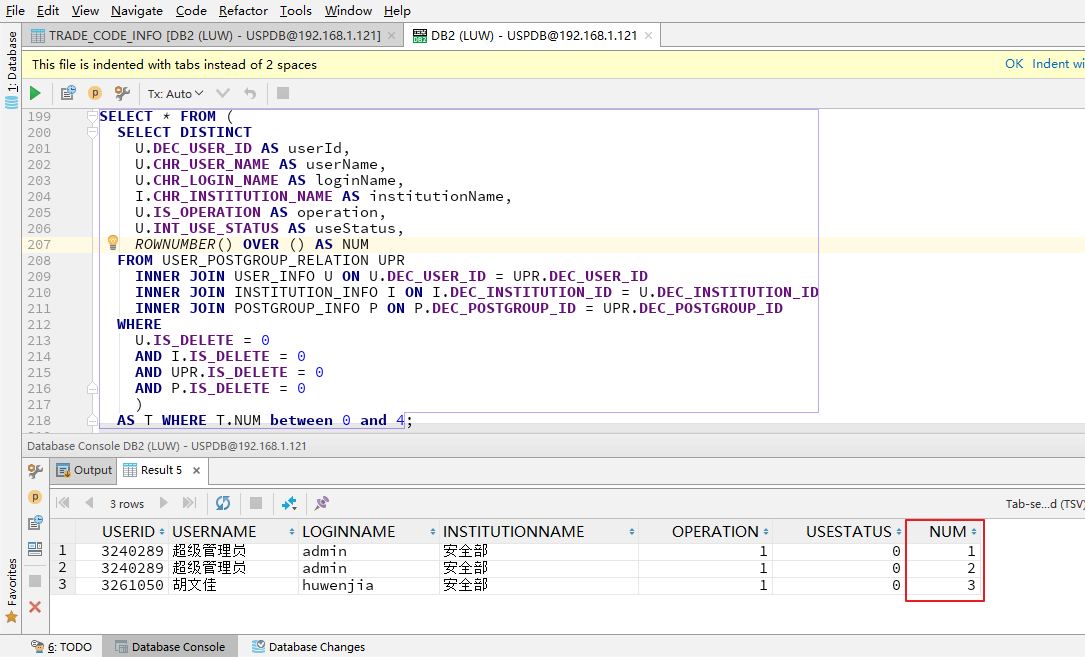 File Edit View Navigate Code Refactor Tools Window Help
TRADE_CODE_INFO [DB2 (LUW) - USPDB@192.168.1.121] DB2 (LUW) - USPDB@192.168.1.121
1: Database
This file is indented with tabs instead of 2 spaces OK Indent wi
Tx: Auto
199 SELECT * FROM (
200 SELECT DISTINCT
201 U.DEC_USER_ID AS userId,
202 U.CHR_USER_NAME AS userName,
203 U.CHR_LOGIN_NAME AS loginName,
204 I.CHR_INSTITUTION_NAME AS institutionName,
205 U.IS_OPERATION AS operation,
206 U.INT_USE_STATUS AS useStatus,
207 ROWNUMBER() OVER () AS NUM
208 FROM USER_POSTGROUP_RELATION UPR
209 INNER JOIN USER_INFO U ON U.DEC_USER_ID = UPR.DEC_USER_ID
210 INNER JOIN INSTITUTION_INFO I ON I.DEC_INSTITUTION_ID = U.DEC_INSTITUTION_ID
211 INNER JOIN POSTGROUP_INFO P ON P.DEC_POSTGROUP_ID = UPR.DEC_POSTGROUP_ID
212 WHERE
213 U.IS_DELETE = 0
214 AND I.IS_DELETE = 0
215 AND UPR.IS_DELETE = 0
216 AND P.IS_DELETE = 0
217 )
218 AS T WHERE T.NUM between 0 and 4;
Database Console DB2 (LUW) - USPDB@192.168.1.121
Output Result 5
3 rows Tab-se...d (TSV)
USERID USERNAME LOGINNAME INSTITUTIONNAME OPERATION USESTATUS NUM
1 3240289 超级管理员 admin 安全部 1 0 1
2 3240289 超级管理员 admin 安全部 1 0 2
3 3261050 胡文佳 huwenjia 安全部 1 0 3
Favorites
6: TODO Database Console Database Changes